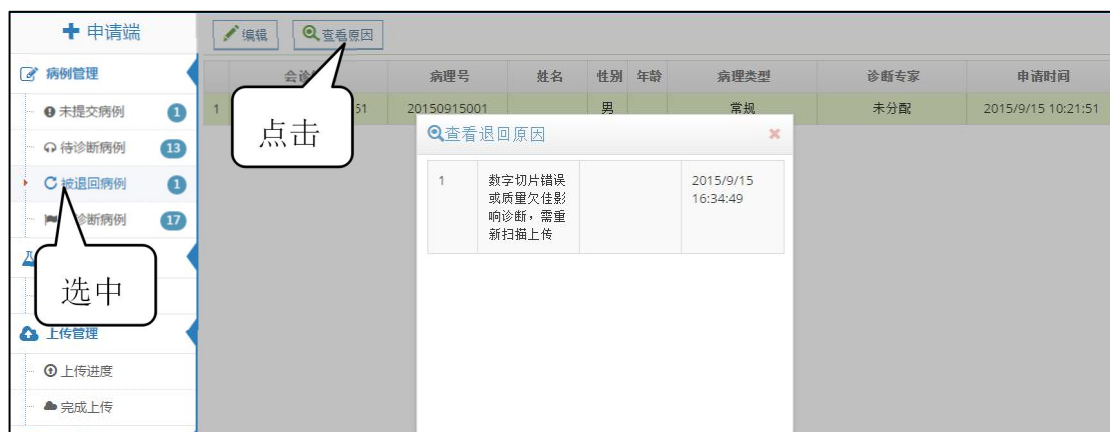 申请端
编辑
查看原因
病例管理
会诊
病理号
姓名
性别
年龄
病理类型
诊断专家
申请时间
未提交病例
1
1
51
20150915001
男
常规
未分配
2015/9/15 10:21:51
点击
查看退回原因
待诊断病例
13
1
数字切片错误
或质量欠佳影
响诊断，需重
新扫描上传
2015/9/15
16:34:49
被退回病例
1
诊断病例
17
选中
上传管理
上传进度
完成上传